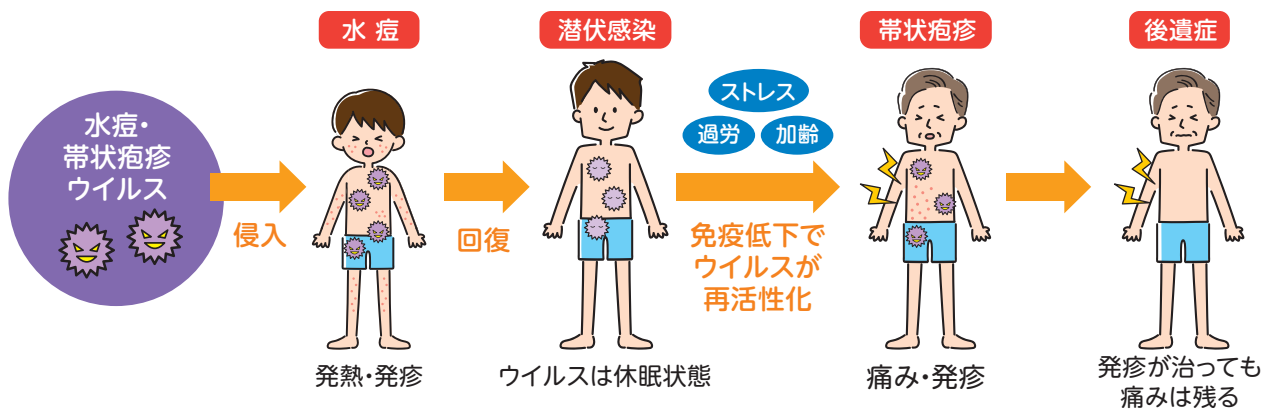 水痘・
帯状疱疹
ウイルス
侵入
水 痘
発熱・発疹
回復
潜伏感染
ウイルスは休眠状態
ストレス
過労
加齢
免疫低下で
ウイルスが
再活性化
帯状疱疹
痛み・発疹
後遺症
発疹が治っても
痛みは残る